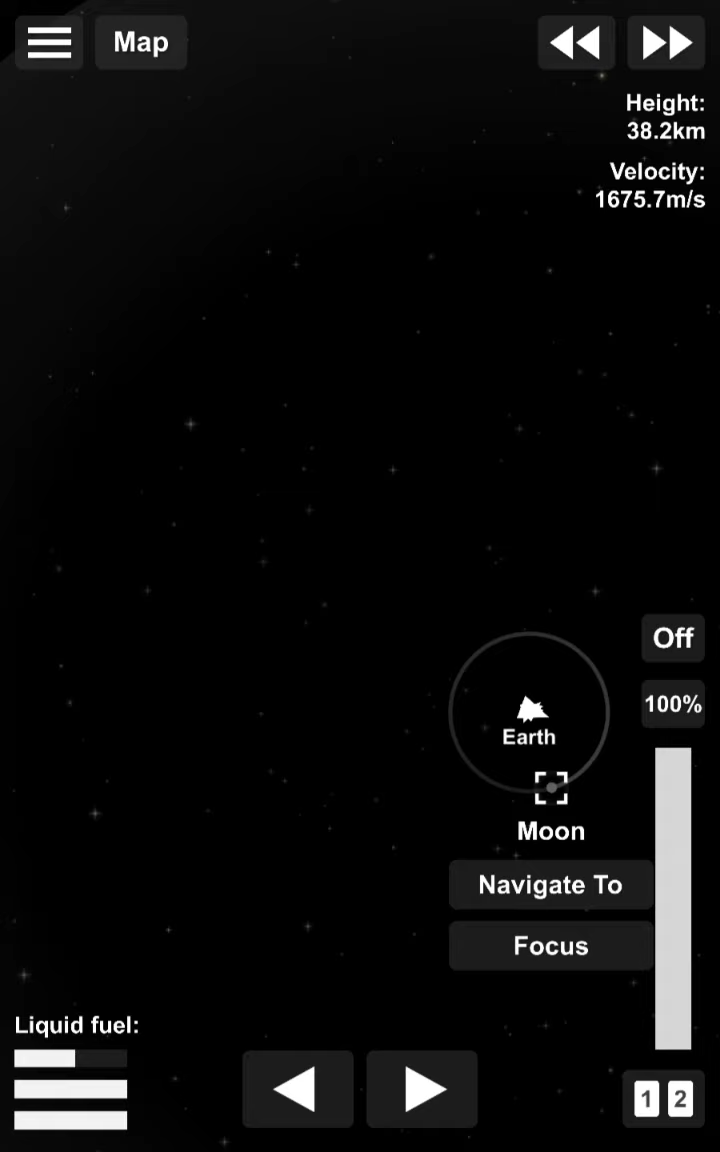 Map
Height:
38.2km
Velocity:
1675.7m/s
Off
100%
Earth
Moon
Navigate To
Focus
Liquid fuel:
1 2